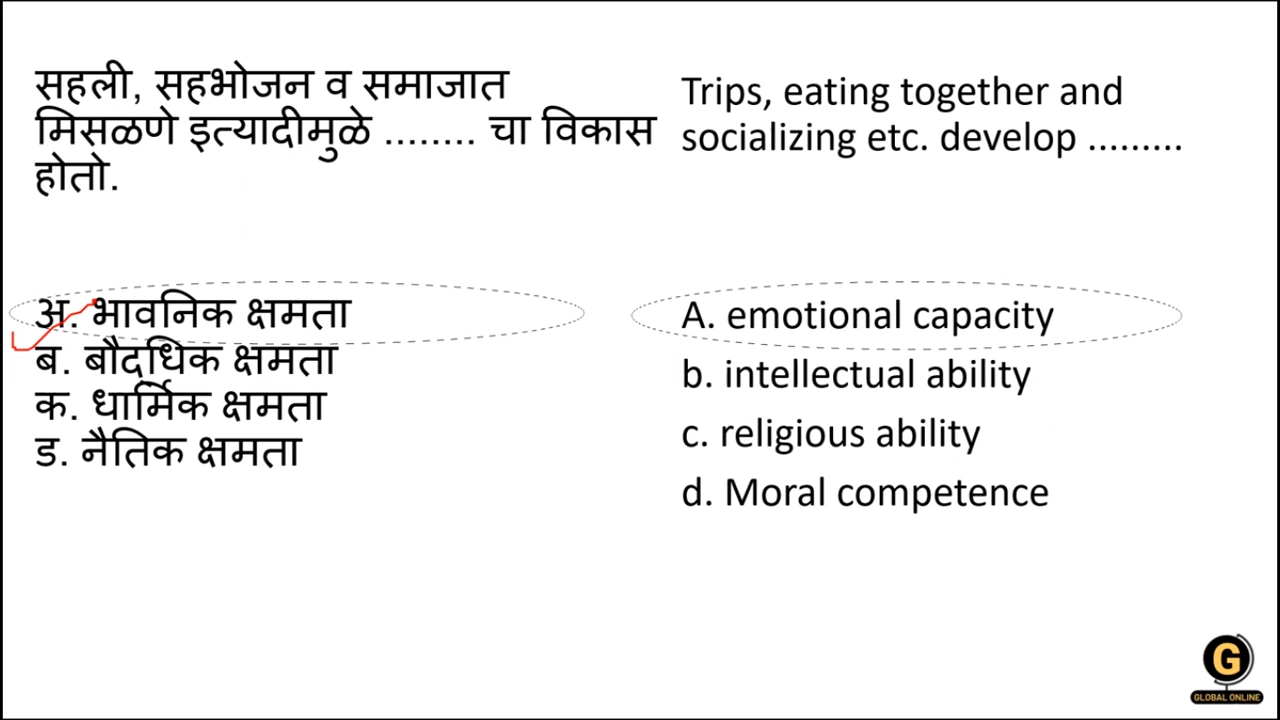 सहली, सहभोजन व समाजात
मिसळणे इत्यादीमुळे ........ चा विकास
होतो.
अ. भावनिक क्षमता
ब. बौद्धिक क्षमता
क. धार्मिक क्षमता
ड. नैतिक क्षमता
Trips, eating together and
socializing etc. develop .........
A. emotional capacity
b. intellectual ability
c. religious ability
d. Moral competence
G
GLOBAL ONLINE